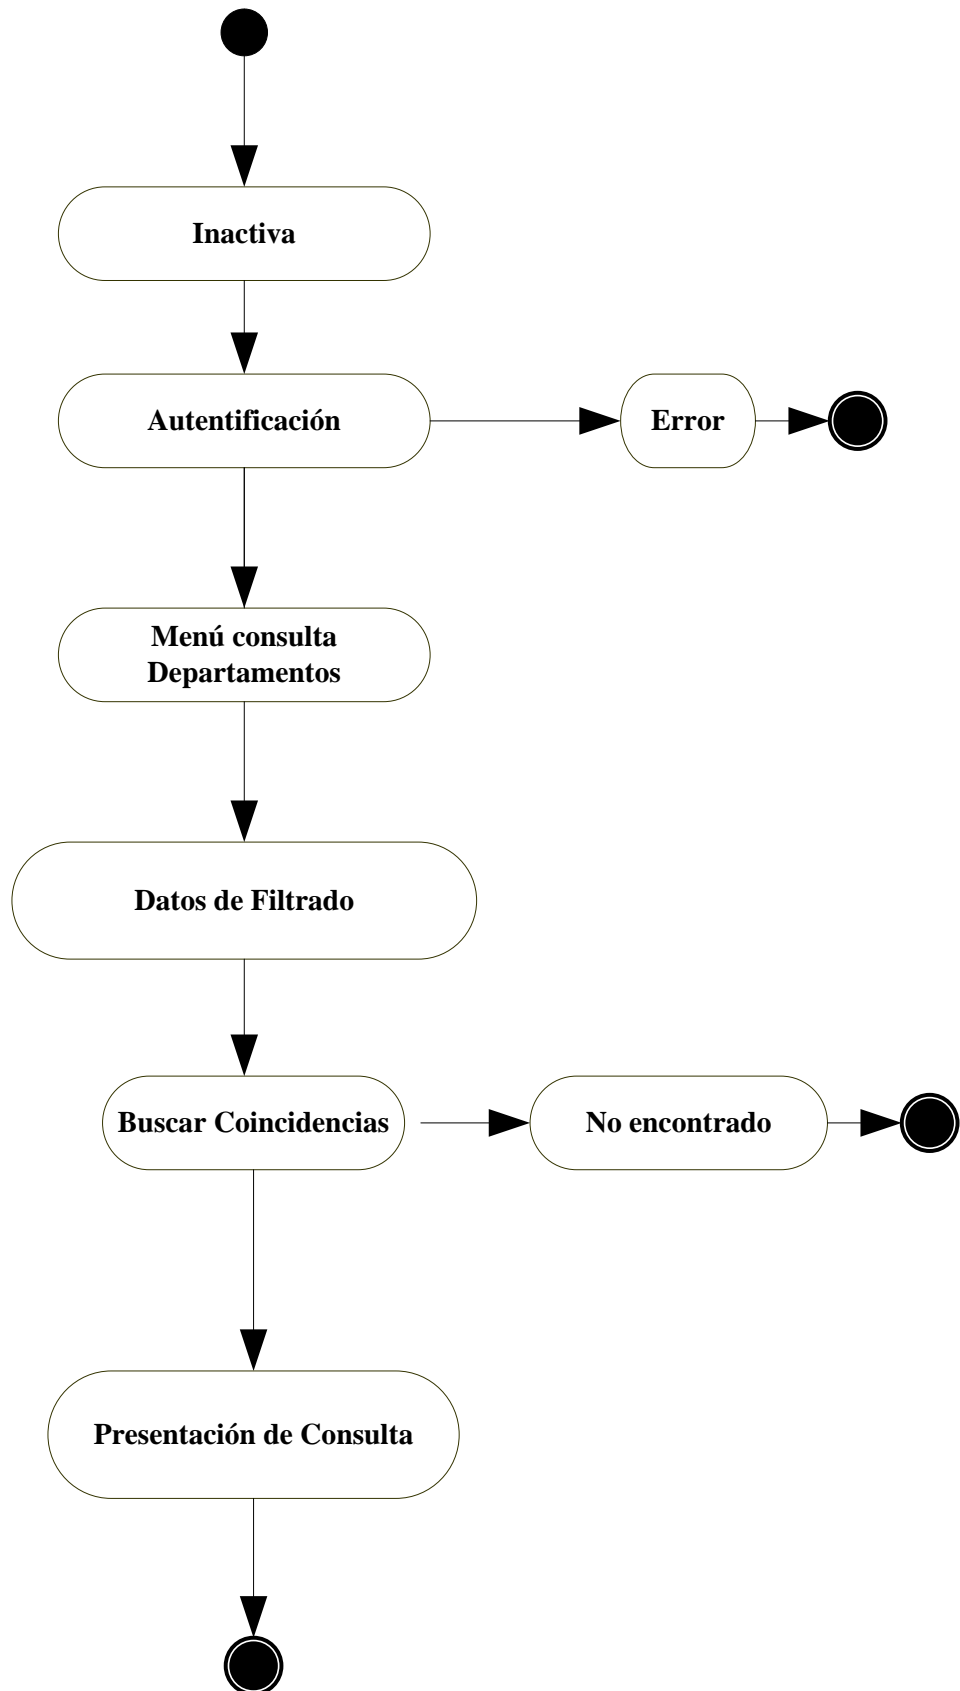 Inactiva
Autentificación
Error
Menú consulta
Departamentos
Datos de Filtrado
Buscar Coincidencias
No encontrado
Presentación de Consulta